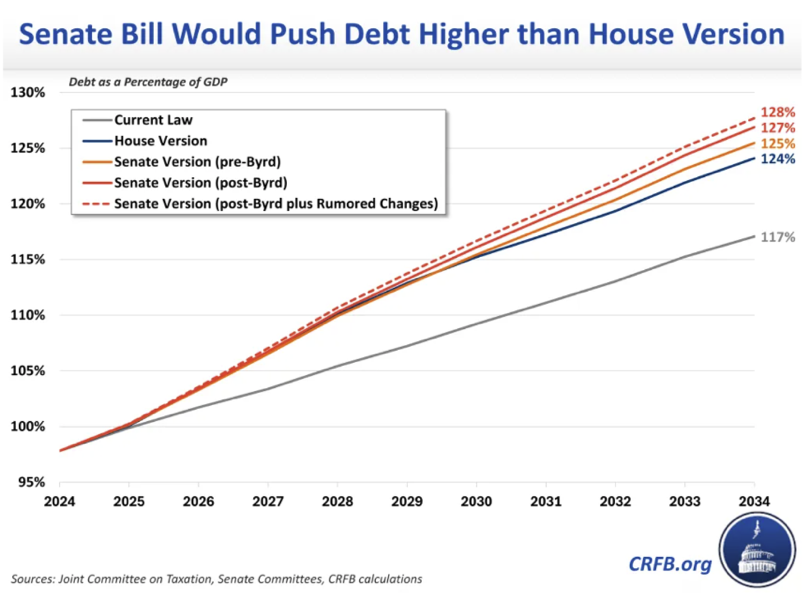 Senate Bill Would Push Debt Higher than House Version
Debt as a Percentage of GDP
130%
125%
120%
115%
110%
105%
100%
95%
Current Law
House Version
Senate Version (pre-Byrd)
Senate Version (post-Byrd)
Senate Version (post-Byrd plus Rumored Changes)
128%
127%
125%
124%
117%
2024 2025 2026 2027 2028 2029 2030 2031 2032 2033 2034
CRFB.org
Sources: Joint Committee on Taxation, Senate Committees, CRFB calculations